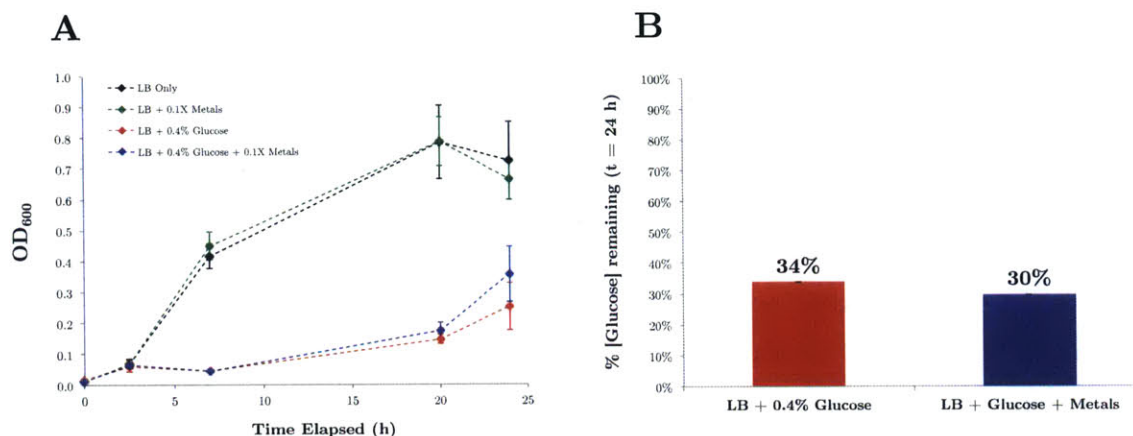 A
1.0
0.9
0.8
0.7
0.6
0.5
0.4
0.3
0.2
0.1
0.0
OD600
LB Only
LB + 0.1X Metals
LB + 0.4% Glucose
LB + 0.4% Glucose + 0.1X Metals
0 5 10 15 20 25
Time Elapsed (h)
B
100%
90%
80%
70%
60%
50%
40%
30%
20%
10%
0%
% [Glucose] remaining (t = 24 h)
34%
30%
LB + 0.4% Glucose LB + Glucose + Metals